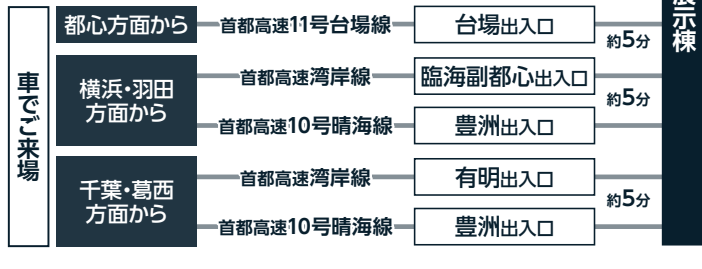 車でご来場
都心方面から
首都高速11号台場線
台場出入口
約5分
横浜・羽田
方面から
首都高速湾岸線
臨海副都心出入口
約5分
首都高速10号晴海線
豊洲出入口
千葉・葛西
方面から
首都高速湾岸線
有明出入口
約5分
首都高速10号晴海線
豊洲出入口
展示棟